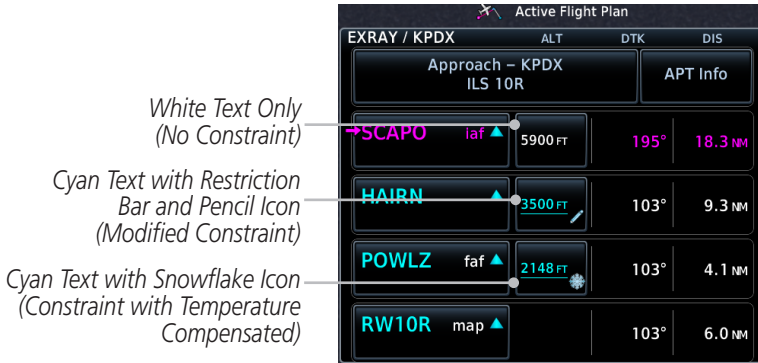 Active Flight Plan
EXRAY / KPDX ALT DTK DIS
Approach – KPDX
ILS 10R
APT Info
White Text Only
(No Constraint)
SCAPO iaf 5900 FT 195° 18.3 NM
Cyan Text with Restriction
Bar and Pencil Icon
(Modified Constraint)
HAIRN 3500 FT 103° 9.3 NM
Cyan Text with Snowflake Icon
(Constraint with Temperature
Compensated)
POWLZ faf 2148 FT 103° 4.1 NM
RW10R map 103° 6.0 NM